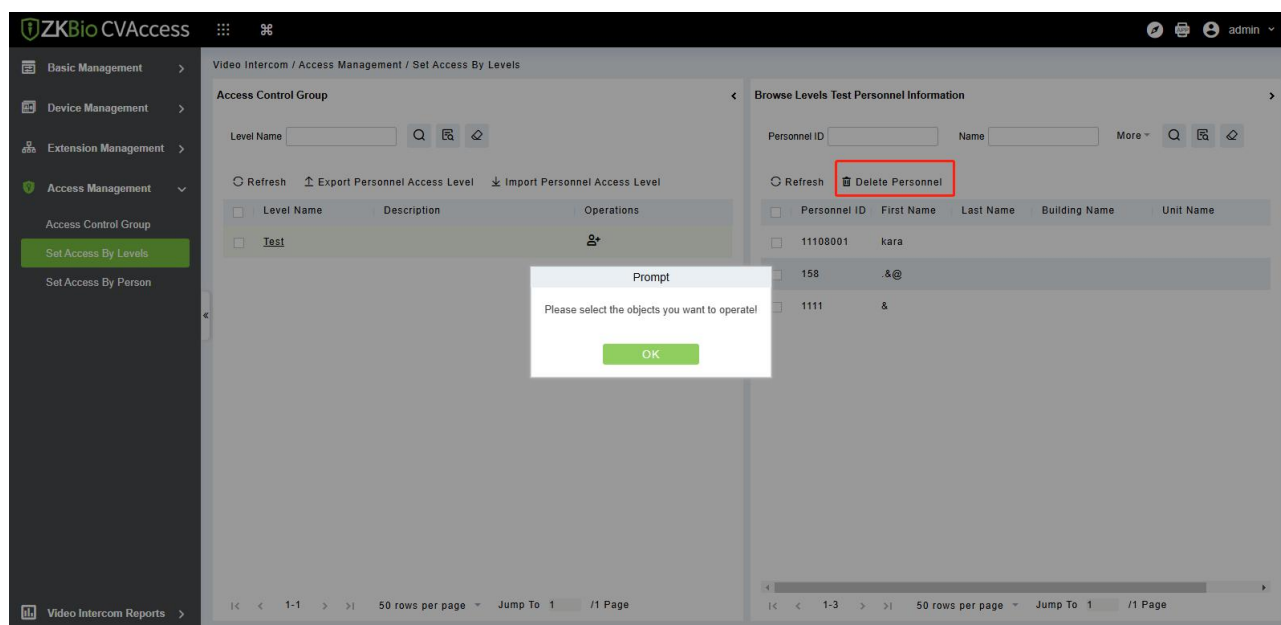 ZKBio CVAccess
admin
Basic Management
Device Management
Extension Management
Access Management
Access Control Group
Set Access By Levels
Set Access By Person
Video Intercom Reports
Video Intercom / Access Management / Set Access By Levels
Access Control Group
Level Name
Refresh Export Personnel Access Level Import Personnel Access Level
Level Name Description Operations
Test
1-1 50 rows per page Jump To 1 /1 Page
Browse Levels Test Personnel Information
Personnel ID Name More
Refresh Delete Personnel
Personnel ID First Name Last Name Building Name Unit Name
11108001 kara
158 .&@
1111 &
1-3 50 rows per page Jump To 1 /1 Page
Prompt
Please select the objects you want to operate!
OK